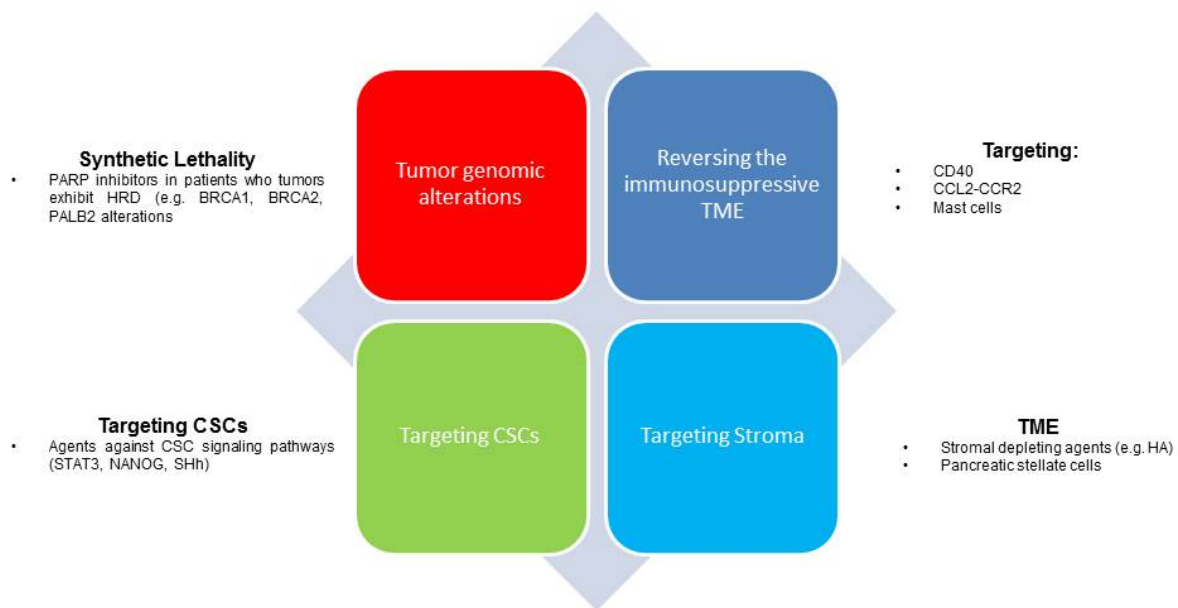 Synthetic Lethality
• PARP inhibitors in patients who tumors
exhibit HRD (e.g. BRCA1, BRCA2,
PALB2 alterations
Tumor genomic
alterations
Reversing the
immunosuppressive
TME
Targeting:
• CD40
• CCL2-CCR2
• Mast cells
Targeting CSCs
• Agents against CSC signaling pathways
(STAT3, NANOG, SHh)
Targeting CSCs
Targeting Stroma
TME
• Stromal depleting agents (e.g. HA)
• Pancreatic stellate cells